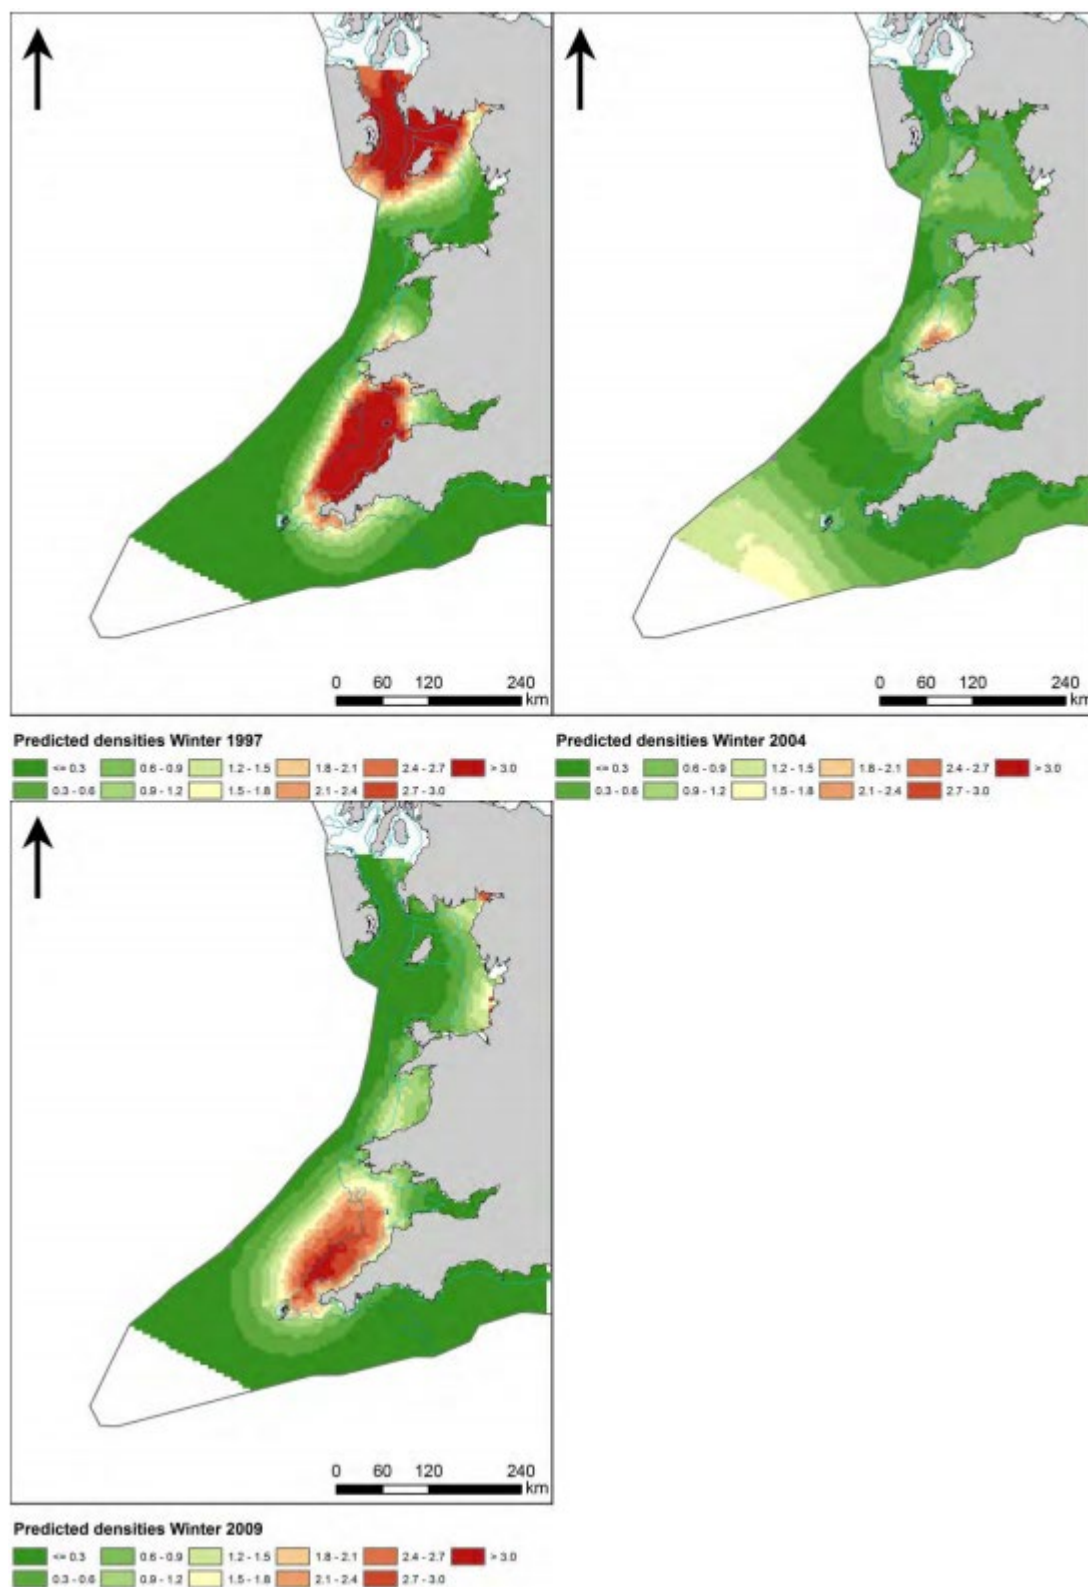 0 60 120 240
km
0 60 120 240
km
Predicted densities Winter 1997
<= 0.3 0.6 - 0.9 1.2 - 1.5 1.8 - 2.1 2.4 - 2.7 > 3.0
0.3 - 0.6 0.9 - 1.2 1.5 - 1.8 2.1 - 2.4 2.7 - 3.0
Predicted densities Winter 2004
<= 0.3 0.6 - 0.9 1.2 - 1.5 1.8 - 2.1 2.4 - 2.7 > 3.0
0.3 - 0.6 0.9 - 1.2 1.5 - 1.8 2.1 - 2.4 2.7 - 3.0
0 60 120 240
km
Predicted densities Winter 2009
<= 0.3 0.6 - 0.9 1.2 - 1.5 1.8 - 2.1 2.4 - 2.7 > 3.0
0.3 - 0.6 0.9 - 1.2 1.5 - 1.8 2.1 - 2.4 2.7 - 3.0